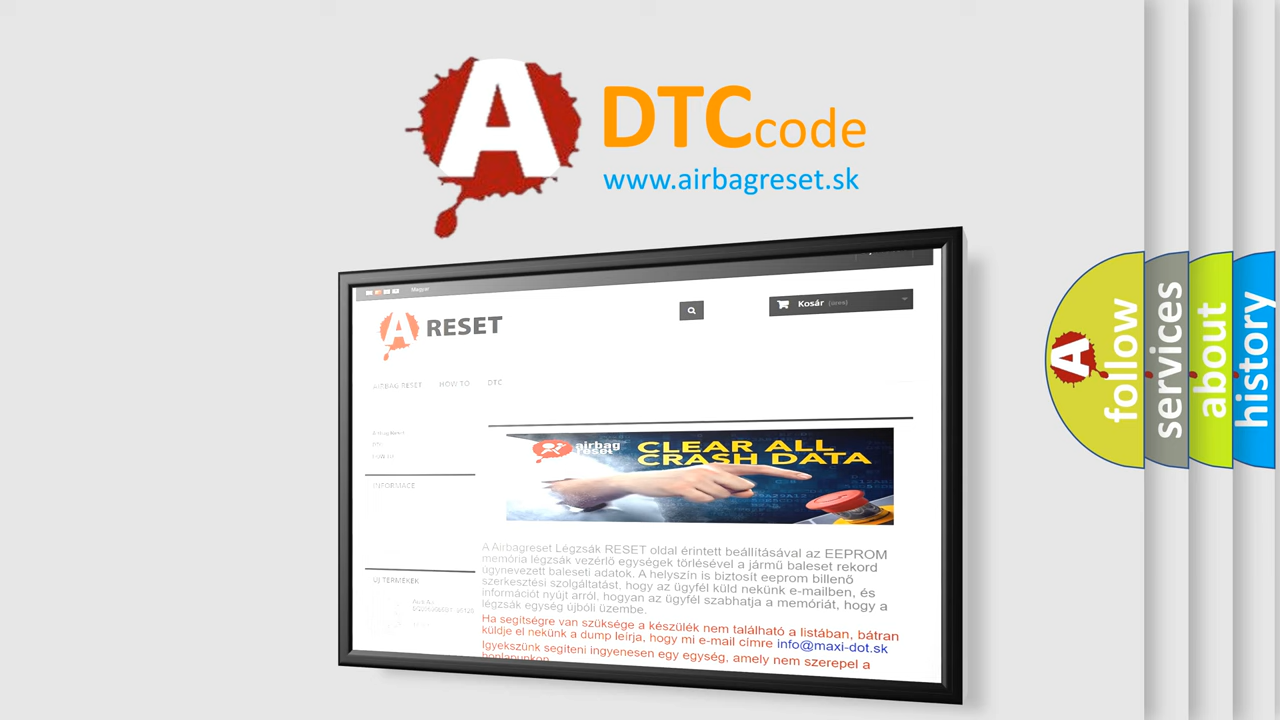 A
DTCcode
www.airbagreset.sk
Magyar
A RESET
Kosár (üres)
AIRBAG RESET HOW TO DTC
INFORMACE
airbag
reset
CLEAR ALL
CRASH DATA
A Airbagreset Légzsák RESET oldal érintett beállításával az EEPROM
memória légzsák vezérlő egységek törlésével a jármű baleset rekord
úgynevezett baleseti adatok. A helyszín is biztosít eeprom billenő
szerkesztési szolgáltatást, hogy az ügyfél küld nekünk e-mailben, és
információt nyújt arról, hogyan az ügyfél szabhatja a memóriát, hogy a
légzsák egység újbóli üzembe.
Ha segítségre van szüksége a készülék nem található a listában, bátran
küldje el nekünk a dump leírja, hogy mi e-mail címre info@maxi-dot.sk
Igyekszünk segíteni ingyenesen egy egység, amely nem szerepel a
honlapunkon.
ÚJ TERMÉKEK
A
follow
services
about
history